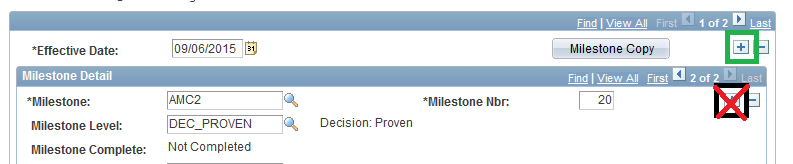 Find | View All First 1 of 2 Last
*Effective Date: 09/06/2015 31 Milestone Copy
Milestone Detail Find | View All First 2 of 2 Last
*Milestone: AMC2 *Milestone Nbr: 20
Milestone Level: DEC_PROVEN Decision: Proven
Milestone Complete: Not Completed